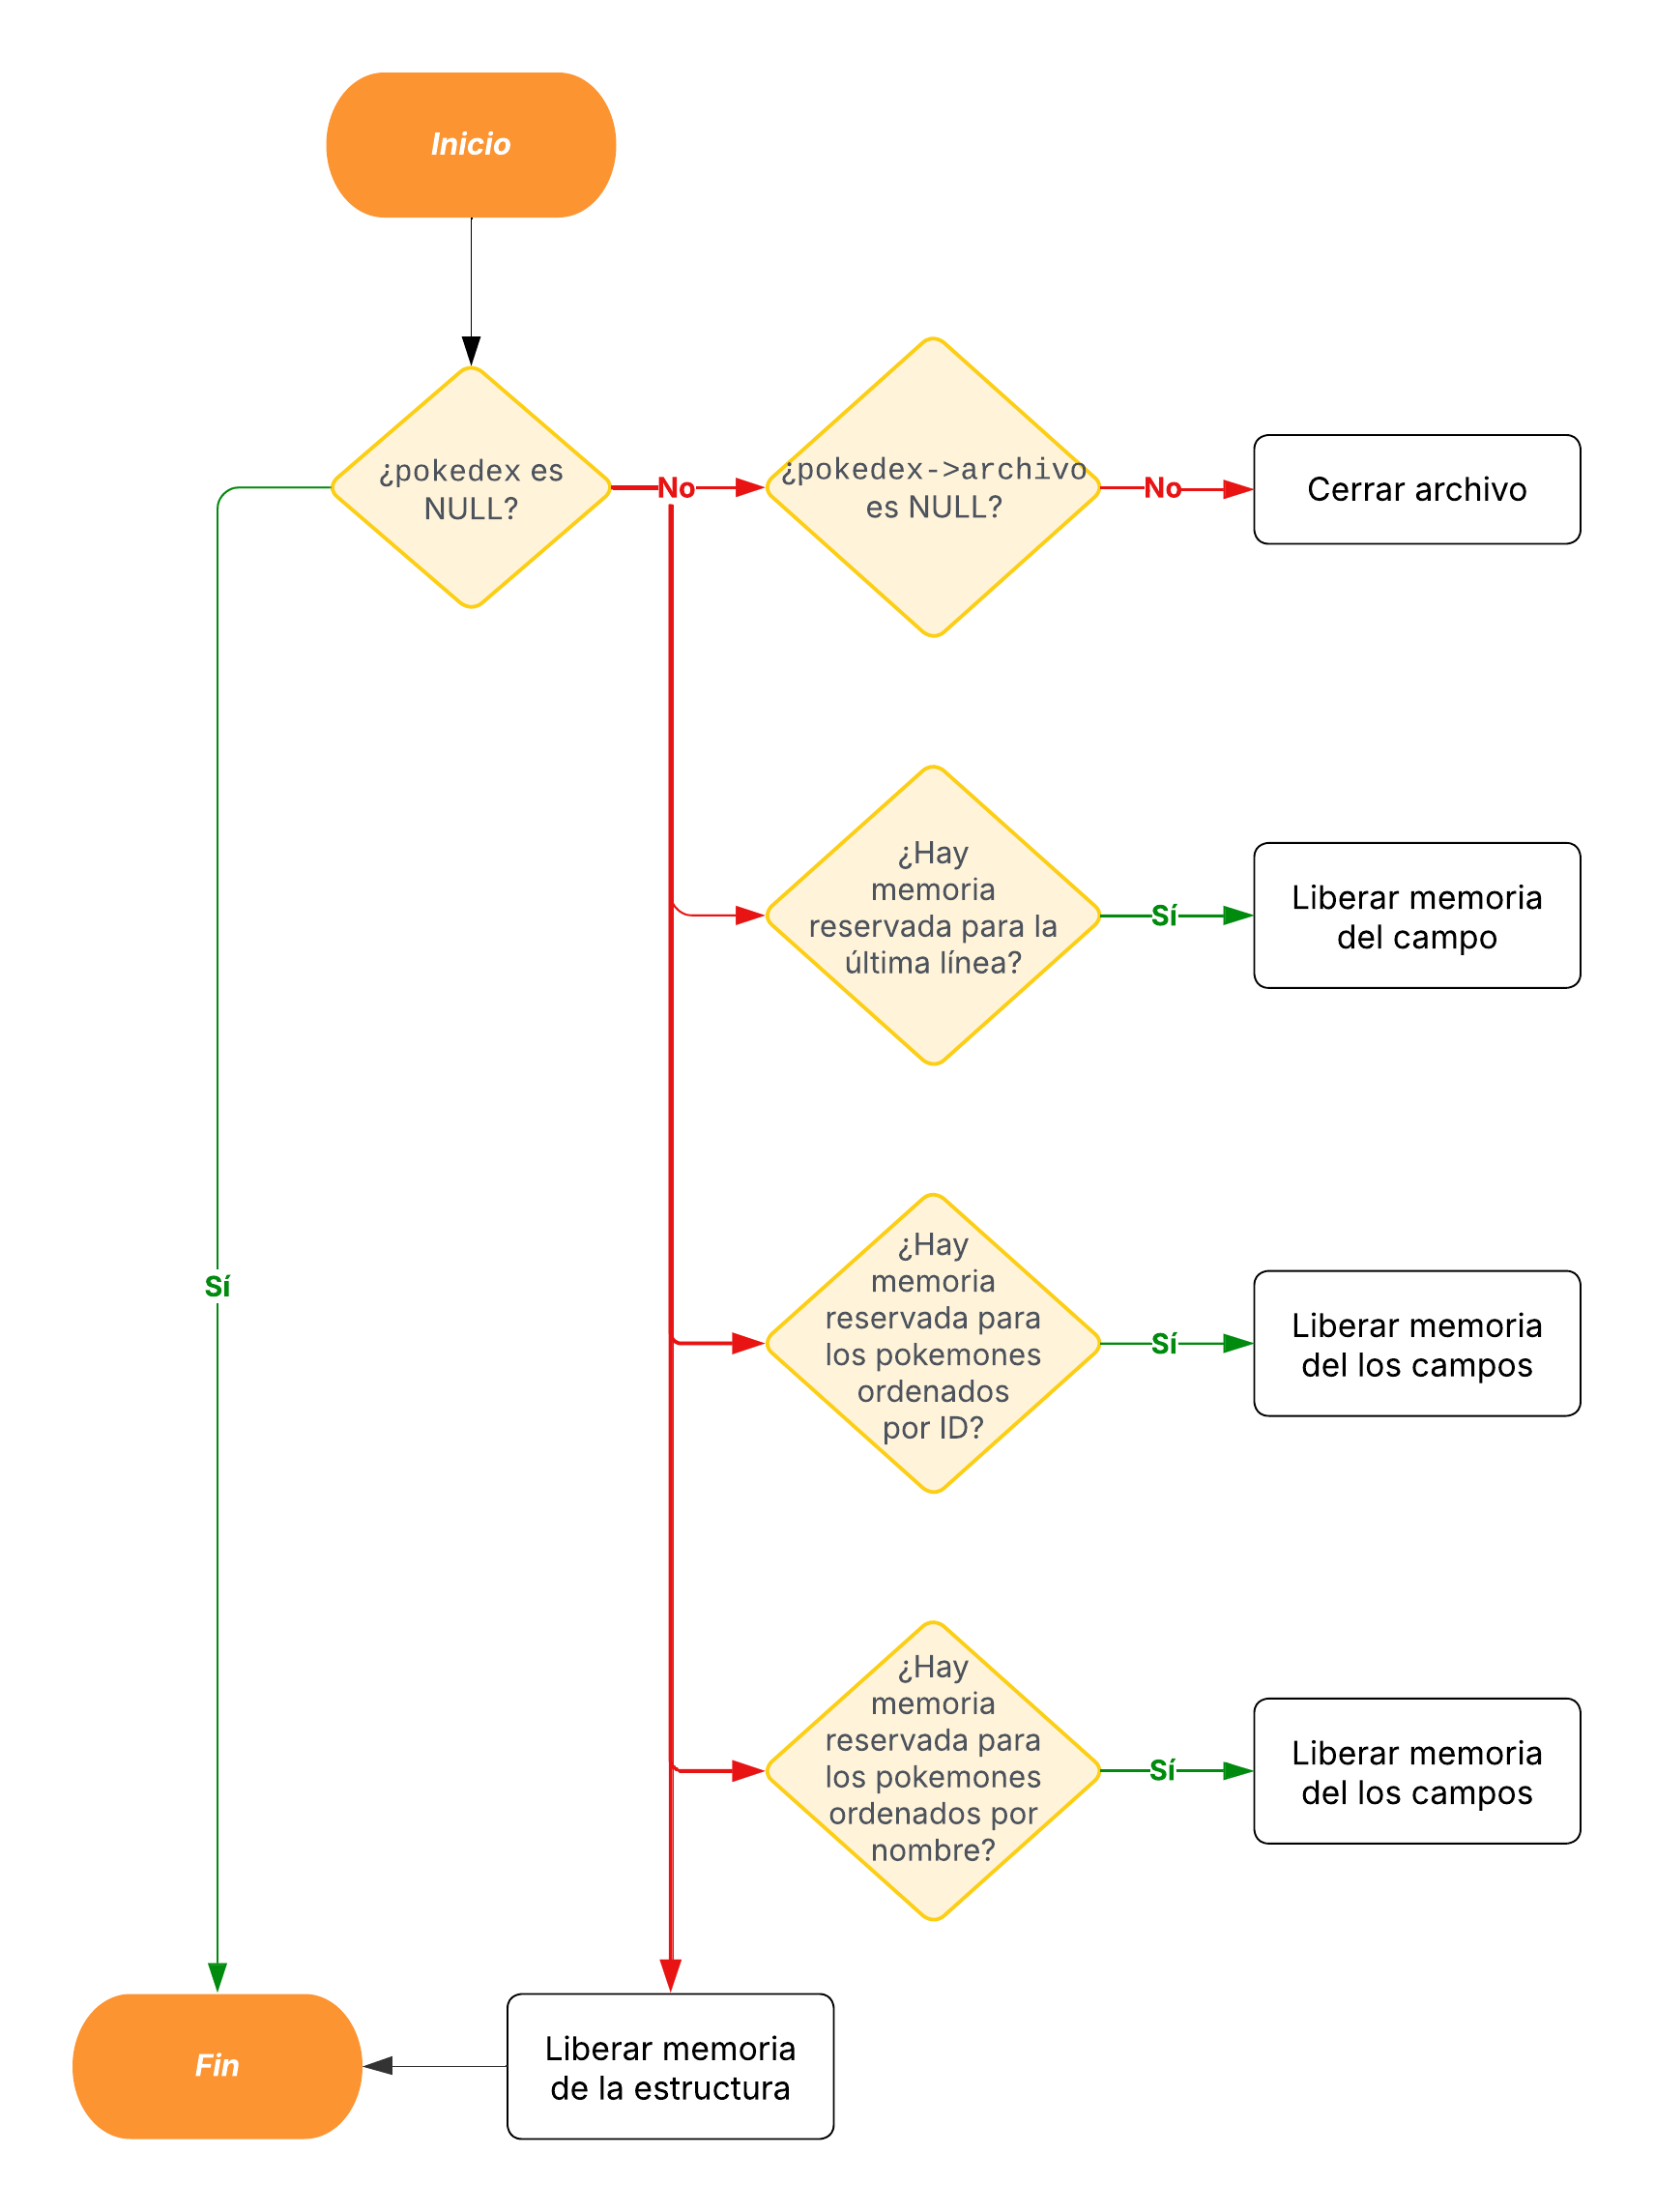 Inicio
¿pokedex es
NULL?
No
¿pokedex->archivo
es NULL?
No
Cerrar archivo
¿Hay
memoria
reservada para la
última línea?
Sí
Liberar memoria
del campo
Sí
¿Hay
memoria
reservada para
los pokemones
ordenados
por ID?
Sí
Liberar memoria
del los campos
¿Hay
memoria
reservada para
los pokemones
ordenados por
nombre?
Sí
Liberar memoria
del los campos
Fin
Liberar memoria
de la estructura